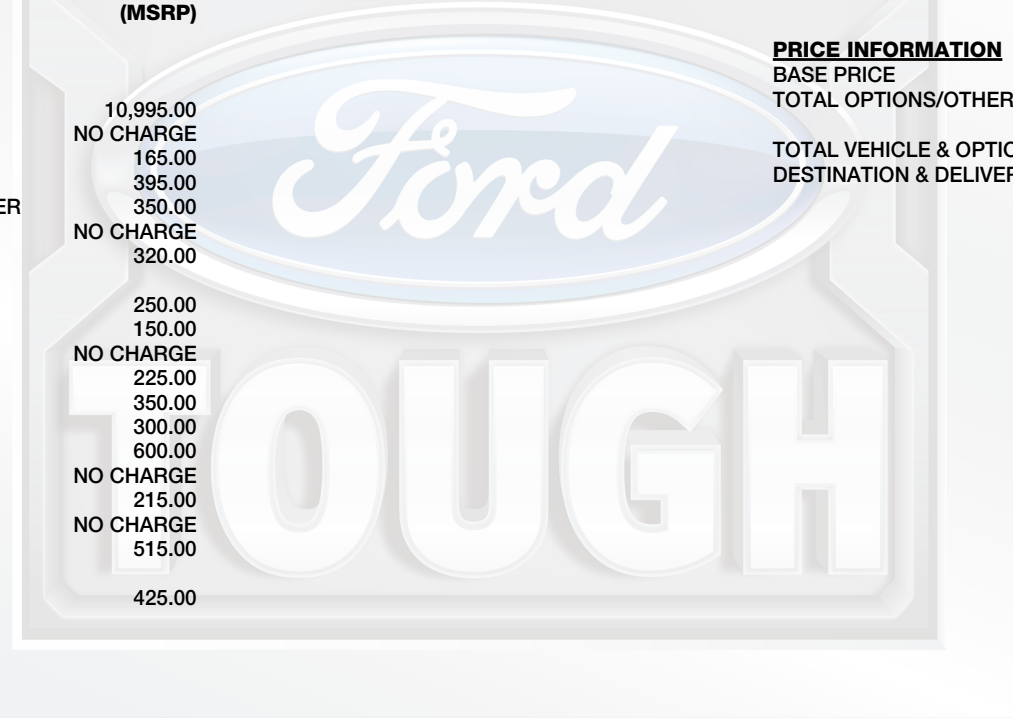 (MSRP)
10,995.00
NO CHARGE
165.00
395.00
ER 350.00
NO CHARGE
320.00
250.00
150.00
NO CHARGE
225.00
350.00
300.00
600.00
NO CHARGE
215.00
NO CHARGE
515.00
425.00
PRICE INFORMATION
BASE PRICE
TOTAL OPTIONS/OTHER
TOTAL VEHICLE & OPTIO
DESTINATION & DELIVER
Ford
TOUGH